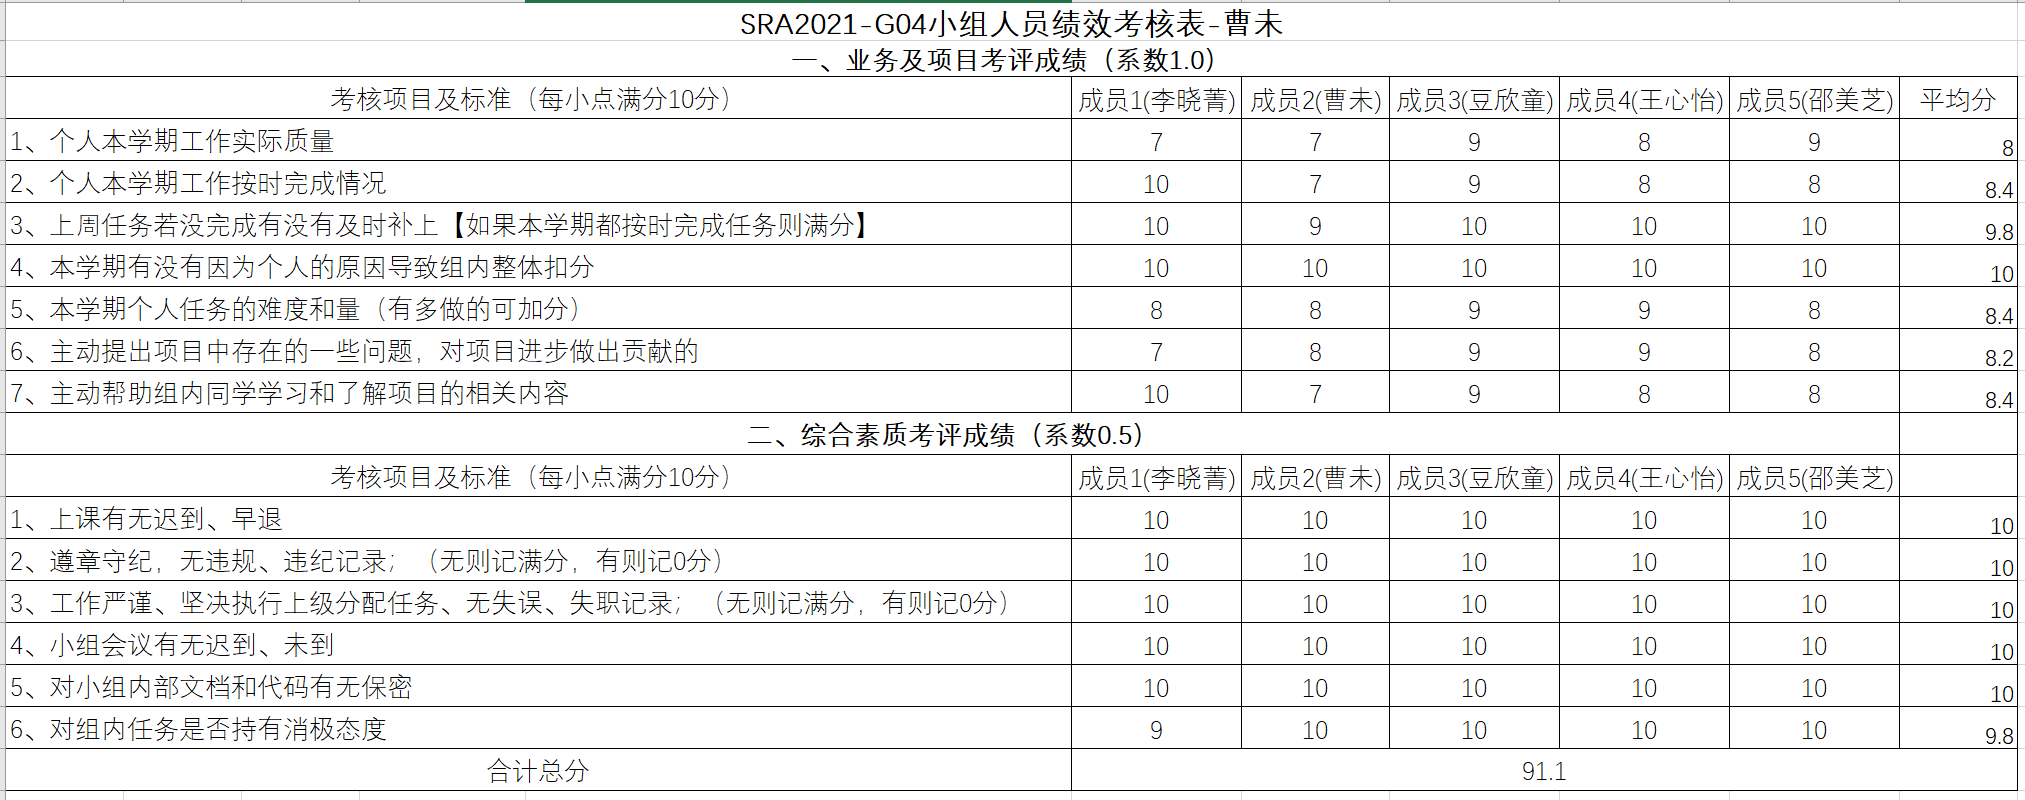 SRA2021-G04小组人员绩效考核表-曹未
一、业务及项目考评成绩（系数1.0）
考核项目及标准（每小点满分10分） 成员1(李晓菁) 成员2(曹未) 成员3(豆欣童) 成员4(王心怡) 成员5(邵美芝) 平均分
1、个人本学期工作实际质量 7 7 9 8 9 8
2、个人本学期工作按时完成情况 10 7 9 8 8 8.4
3、上周任务若没完成有没有及时补上【如果本学期都按时完成任务则满分】 10 9 10 10 10 9.8
4、本学期有没有因为个人的原因导致组内整体扣分 10 10 10 10 10 10
5、本学期个人任务的难度和量（有多做的可加分） 8 8 9 9 8 8.4
6、主动提出项目中存在的一些问题，对项目进步做出贡献的 7 8 9 9 8 8.2
7、主动帮助组内同学学习和了解项目的相关内容 10 7 9 8 8 8.4
二、综合素质考评成绩（系数0.5）
考核项目及标准（每小点满分10分） 成员1(李晓菁) 成员2(曹未) 成员3(豆欣童) 成员4(王心怡) 成员5(邵美芝)
1、上课有无迟到、早退 10 10 10 10 10 10
2、遵章守纪，无违规、违纪记录；（无则记满分，有则记0分） 10 10 10 10 10 10
3、工作严谨、坚决执行上级分配任务、无失误、失职记录；（无则记满分，有则记0分） 10 10 10 10 10 10
4、小组会议有无迟到、未到 10 10 10 10 10 10
5、对小组内部文档和代码有无保密 10 10 10 10 10 10
6、对组内任务是否持有消极态度 9 10 10 10 10 9.8
合计总分 91.1